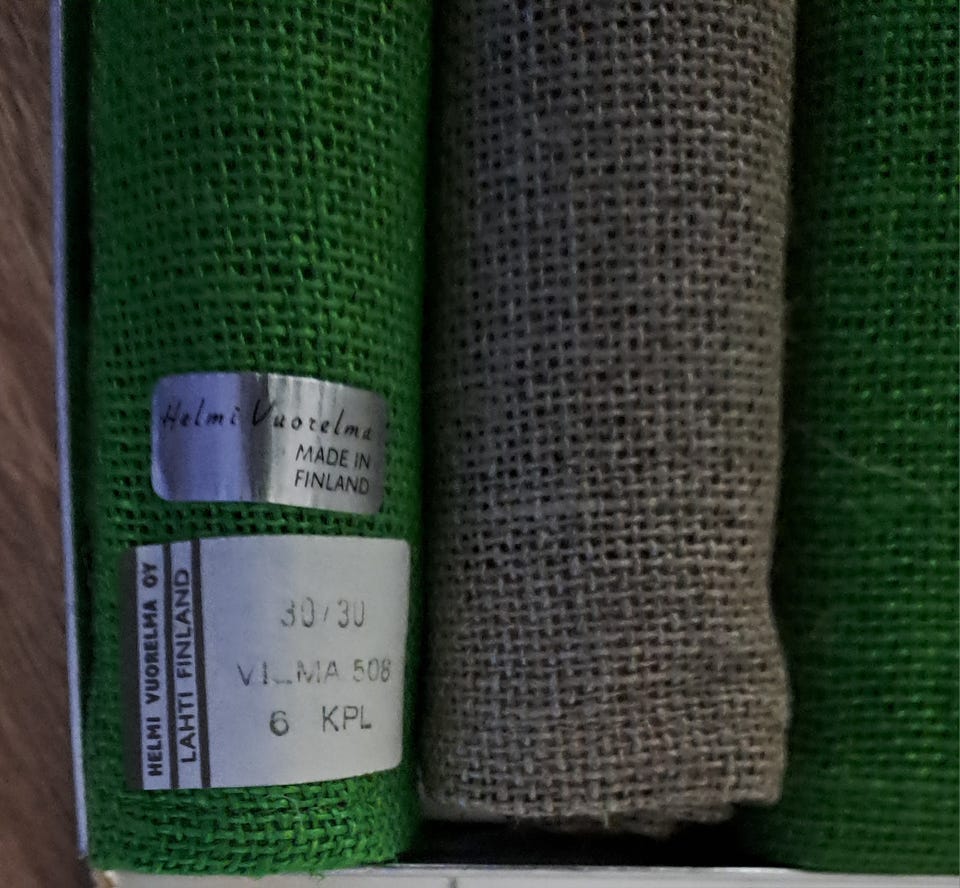 Helmi Vuorelma
MADE IN
FINLAND
HELMI VUORELMA OY
LAHTI FINLAND
30/30
VILMA 508
6 KPL